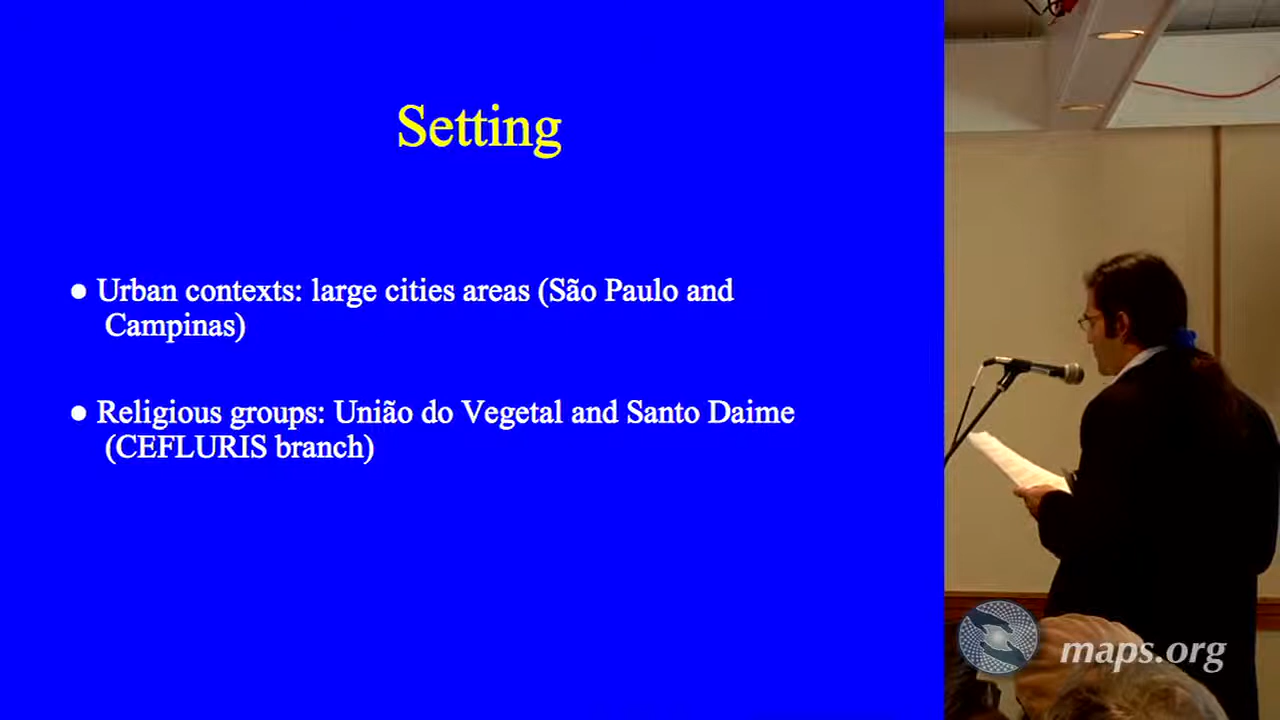 Setting
● Urban contexts: large cities areas (São Paulo and
Campinas)
● Religious groups: União do Vegetal and Santo Daime
(CEFLURIS branch)
maps.org